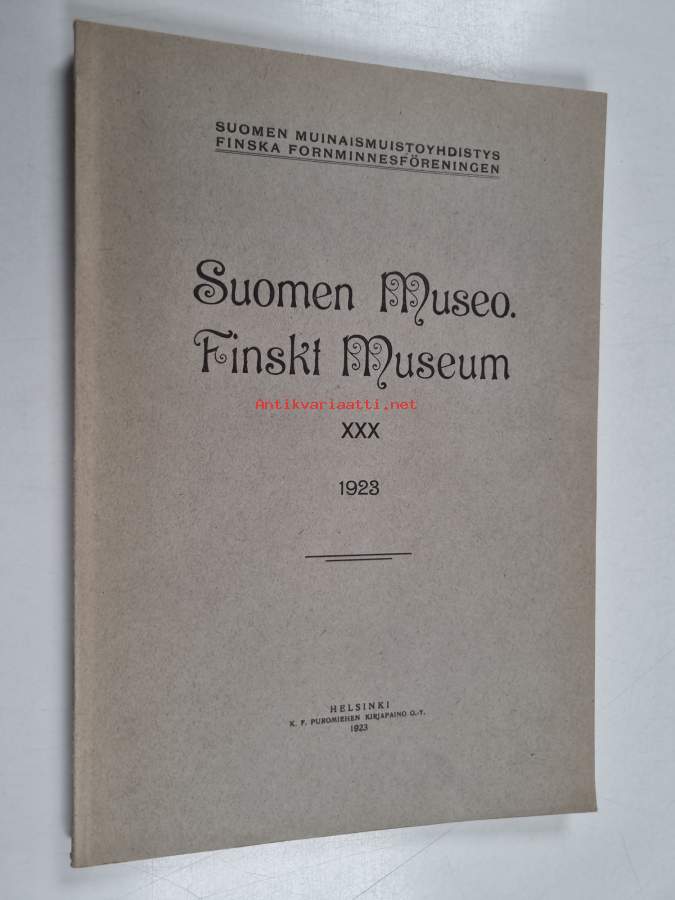 SUOMEN MUINAISMUISTOYHDISTYS
FINSKA FORNMINNESFÖRENINGEN
Suomen Museo.
Finskt Museum
Antikvariaatti.net
XXX
1923
HELSINKI
K. F. PUROMIEHEN KIRJAPAINO O.-Y.
1923